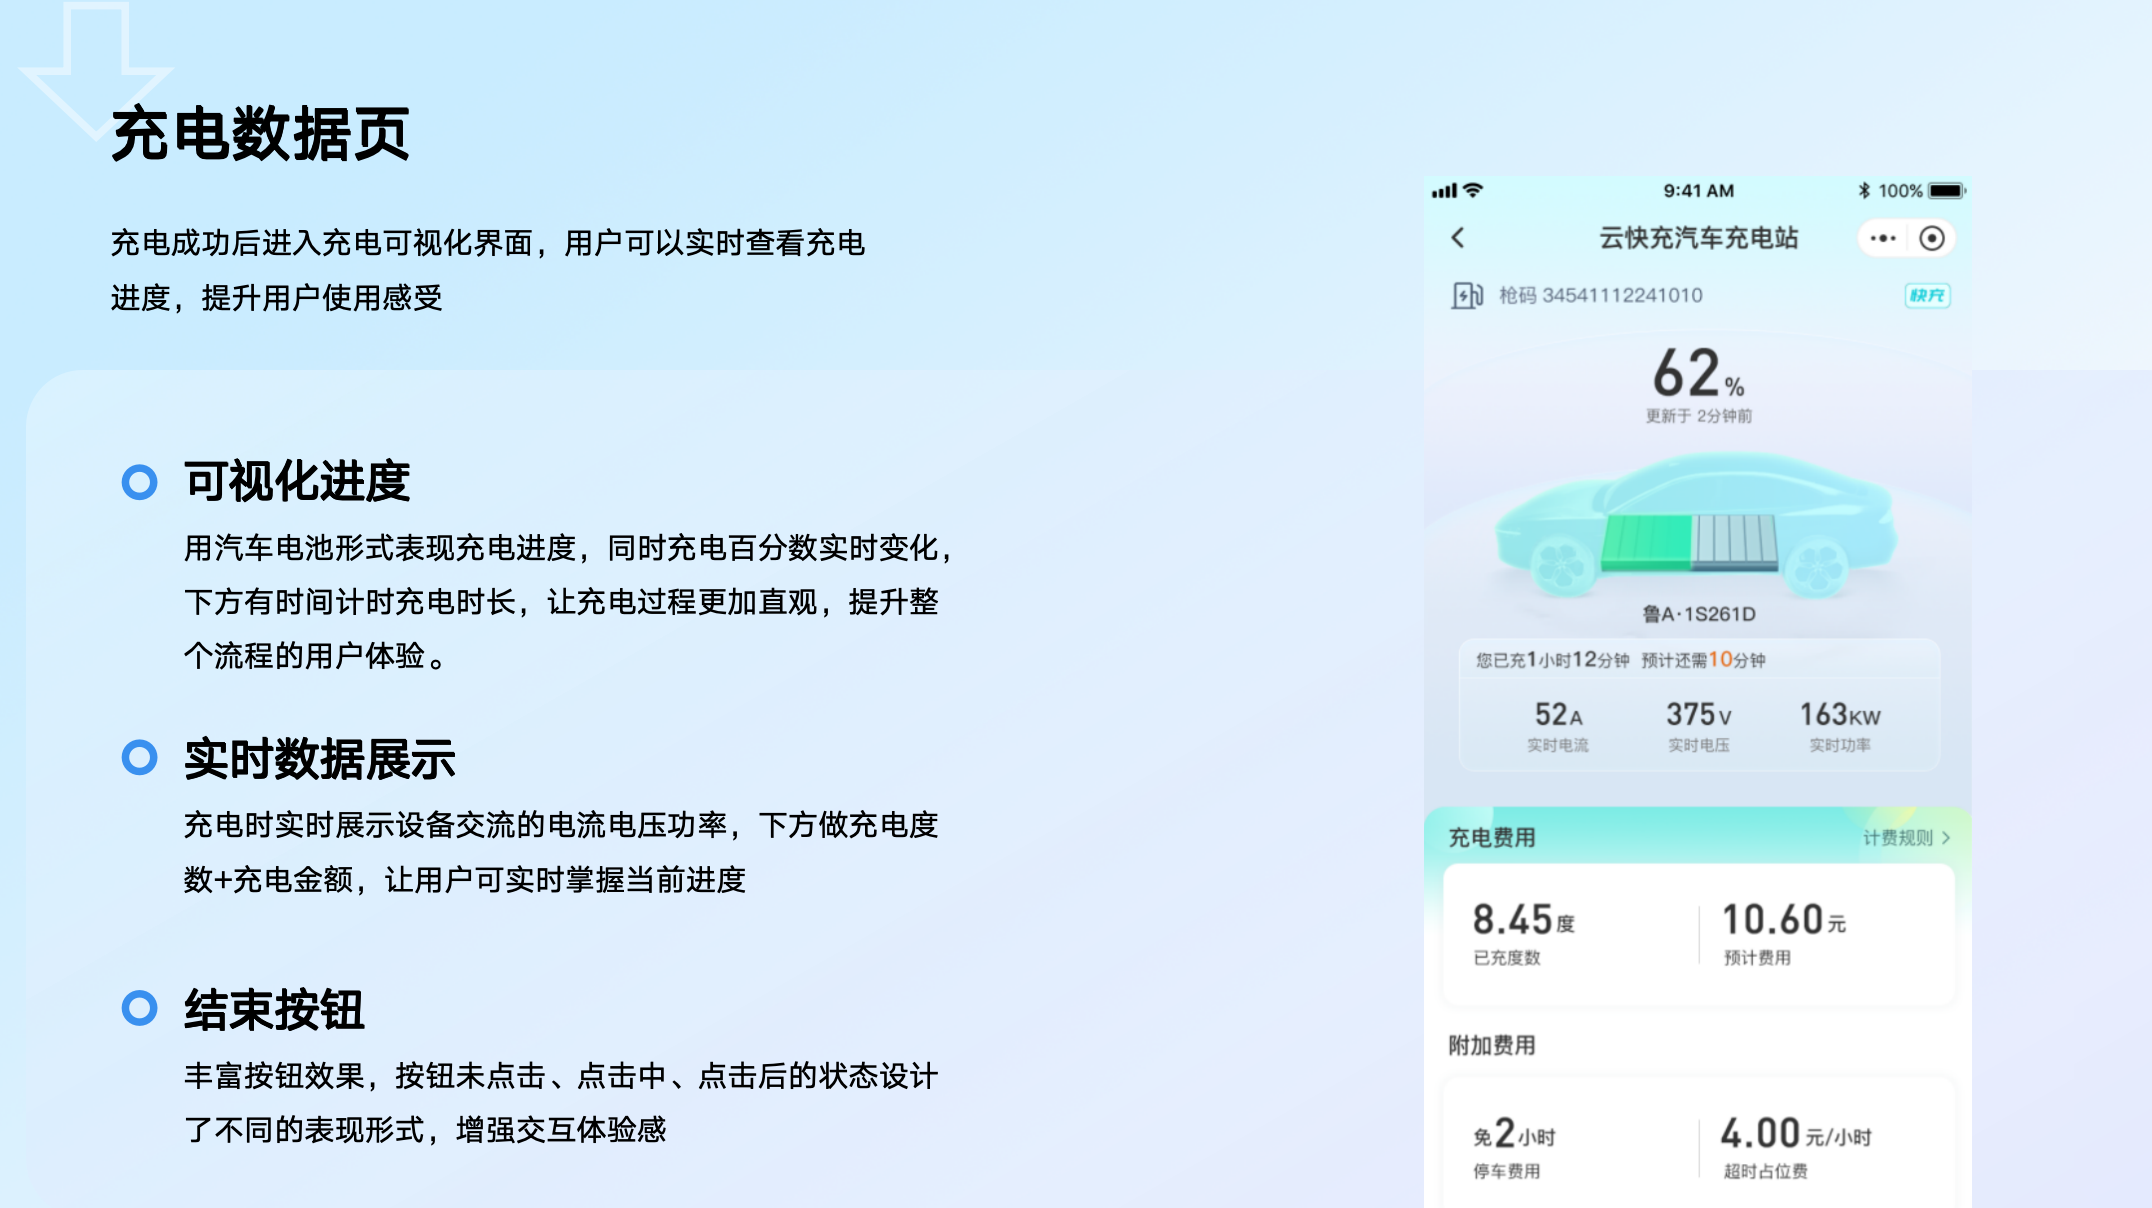 充电数据页
充电成功后进入充电可视化界面，用户可以实时查看充电
进度，提升用户使用感受
可视化进度
用汽车电池形式表现充电进度，同时充电百分数实时变化，
下方有时间计时充电时长，让充电过程更加直观，提升整
个流程的用户体验。
实时数据展示
充电时实时展示设备交流的电流电压功率，下方做充电度
数+充电金额，让用户可实时掌握当前进度
结束按钮
丰富按钮效果，按钮未点击、点击中、点击后的状态设计
了不同的表现形式，增强交互体验感
9:41 AM 100%
云快充汽车充电站
枪码 34541112241010 快充
62%
更新于 2分钟前
鲁A·1S261D
您已充1小时12分钟 预计还需10分钟
52A 375V 163KW
实时电流 实时电压 实时功率
充电费用 计费规则
8.45度 10.60元
已充度数 预计费用
附加费用
免2小时 4.00元/小时
停车费用 超时占位费